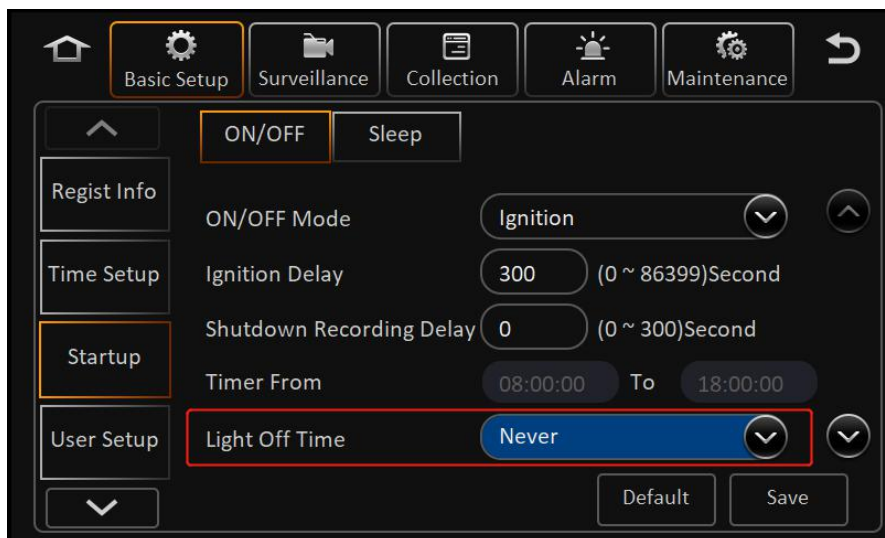 Basic Setup Surveillance Collection Alarm Maintenance
ON/OFF Sleep
Regist Info
ON/OFF Mode Ignition
Time Setup
Ignition Delay 300 (0 ~ 86399)Second
Shutdown Recording Delay 0 (0 ~ 300)Second
Startup
Timer From 08:00:00 To 18:00:00
User Setup
Light Off Time Never
Default Save